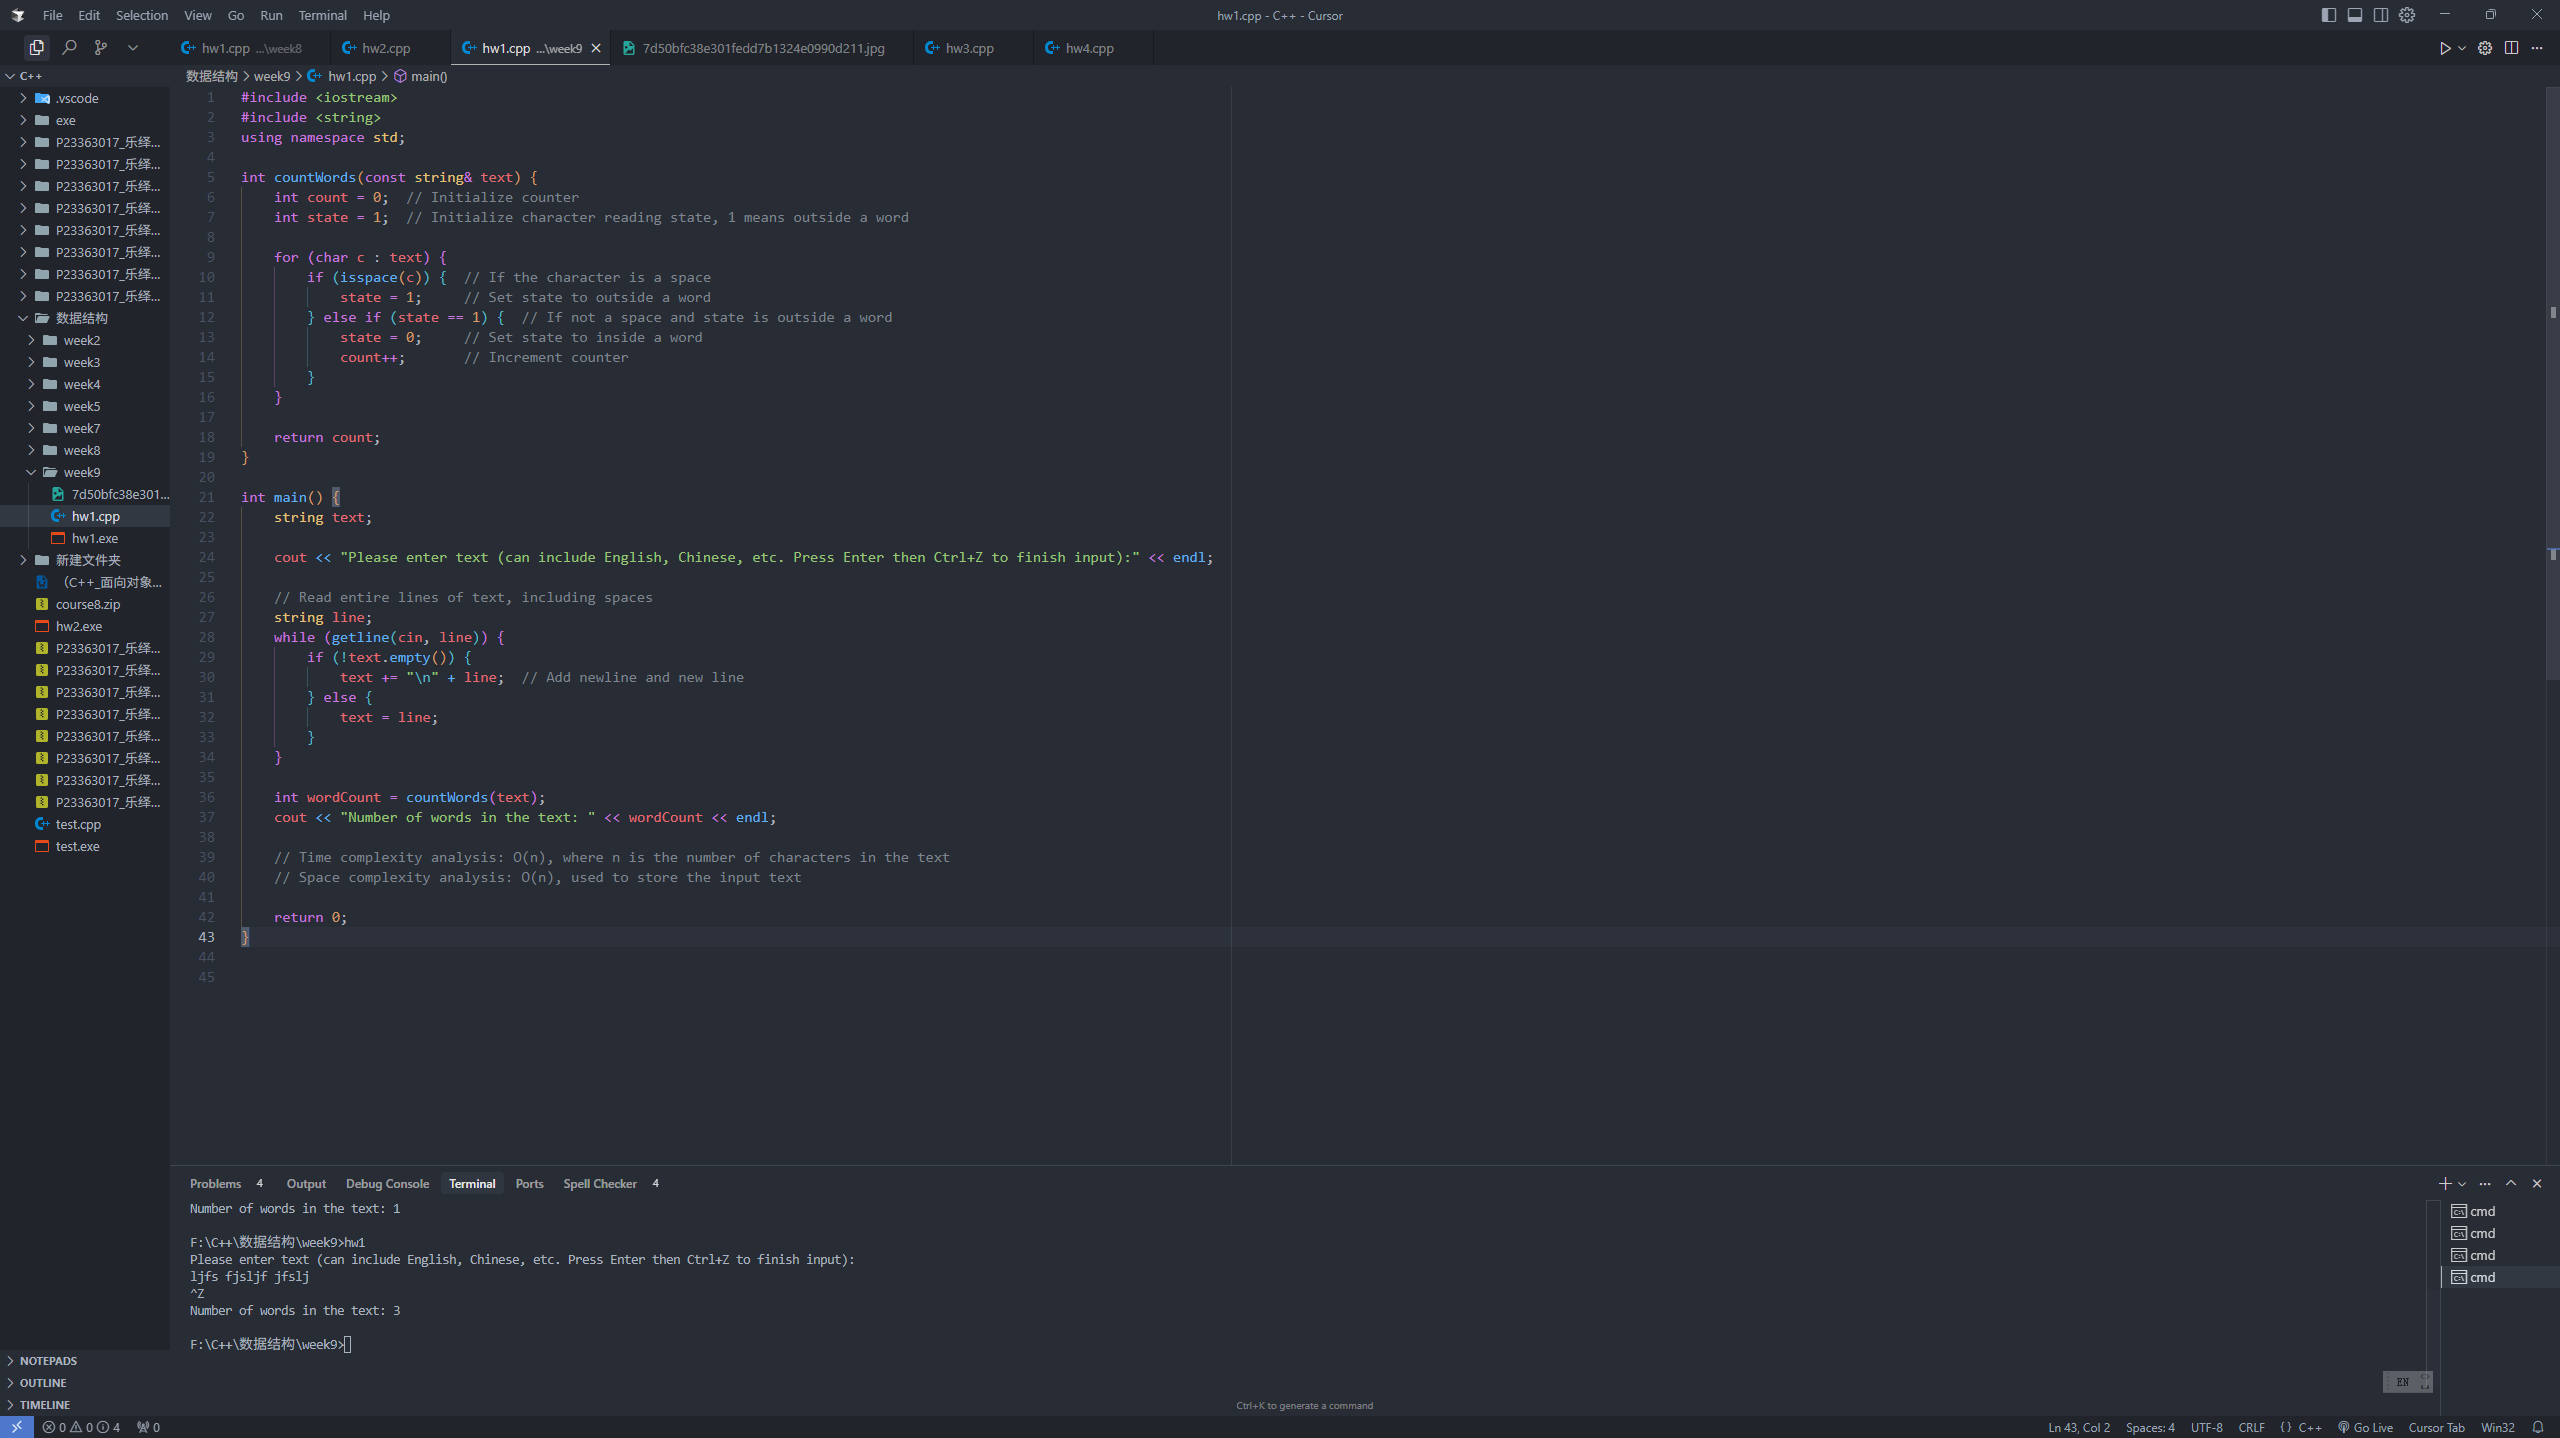 File Edit Selection View Go Run Terminal Help
hw1.cpp - C++ - Cursor
hw1.cpp ...\week8
hw2.cpp
hw1.cpp ...\week9
7d50bfc38e301fedd7b1324e0990d211.jpg
hw3.cpp
hw4.cpp
C++
.vscode
exe
P23363017_乐绎...
P23363017_乐绎...
P23363017_乐绎...
P23363017_乐绎...
P23363017_乐绎...
P23363017_乐绎...
P23363017_乐绎...
P23363017_乐绎...
数据结构
week2
week3
week4
week5
week7
week8
week9
7d50bfc38e301...
hw1.cpp
hw1.exe
新建文件夹
（C++_面向对象...
course8.zip
hw2.exe
P23363017_乐绎...
P23363017_乐绎...
P23363017_乐绎...
P23363017_乐绎...
P23363017_乐绎...
P23363017_乐绎...
P23363017_乐绎...
P23363017_乐绎...
test.cpp
test.exe
NOTEPADS
OUTLINE
TIMELINE
数据结构 > week9 > hw1.cpp > main()
1 #include <iostream>
2 #include <string>
3 using namespace std;
4
5 int countWords(const string& text) {
6 int count = 0; // Initialize counter
7 int state = 1; // Initialize character reading state, 1 means outside a word
8
9 for (char c : text) {
10 if (isspace(c)) { // If the character is a space
11 state = 1; // Set state to outside a word
12 } else if (state == 1) { // If not a space and state is outside a word
13 state = 0; // Set state to inside a word
14 count++; // Increment counter
15 }
16 }
17
18 return count;
19 }
20
21 int main() {
22 string text;
23
24 cout << "Please enter text (can include English, Chinese, etc. Press Enter then Ctrl+Z to finish input):" << endl;
25
26 // Read entire lines of text, including spaces
27 string line;
28 while (getline(cin, line)) {
29 if (!text.empty()) {
30 text += "\n" + line; // Add newline and new line
31 } else {
32 text = line;
33 }
34 }
35
36 int wordCount = countWords(text);
37 cout << "Number of words in the text: " << wordCount << endl;
38
39 // Time complexity analysis: O(n), where n is the number of characters in the text
40 // Space complexity analysis: O(n), used to store the input text
41
42 return 0;
43 }
44
45
Problems 4 Output Debug Console Terminal Ports Spell Checker 4
Number of words in the text: 1
F:\C++\数据结构\week9>hw1
Please enter text (can include English, Chinese, etc. Press Enter then Ctrl+Z to finish input):
ljfs fjsljf jfslj
^Z
Number of words in the text: 3
F:\C++\数据结构\week9>
cmd
cmd
cmd
cmd
EN
Ctrl+K to generate a command
0 0 4 0
Ln 43, Col 2 Spaces: 4 UTF-8 CRLF {} C++ Go Live Cursor Tab Win32